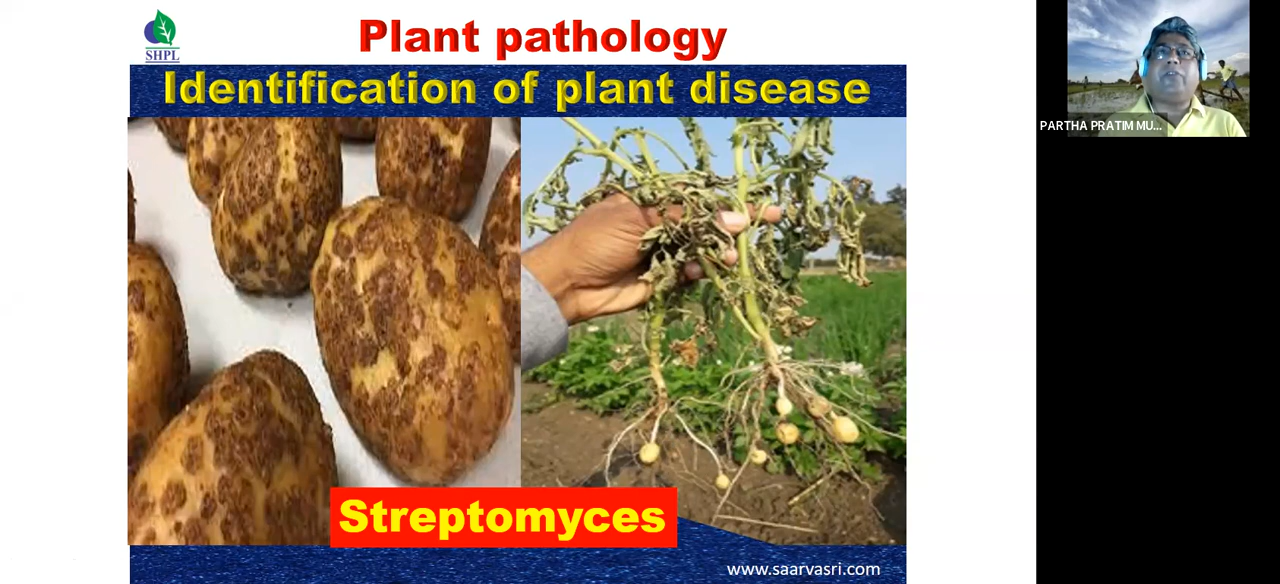 Plant pathology
SHPL
Identification of plant disease
PARTHA PRATIM MU...
Streptomyces
www.saarvasri.com